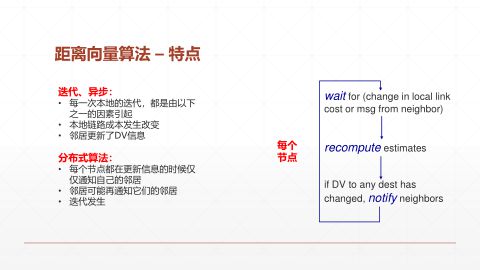 距离向量算法 – 特点
迭代、异步：
• 每一次本地的迭代，都是由以下
之一的因素引起
• 本地链路成本发生改变
• 邻居更新了DV信息
分布式算法：
• 每个节点都在更新信息的时候仅
仅通知自己的邻居
• 邻居可能再通知它们的邻居
• 迭代发生
每个
节点
wait for (change in local link
cost or msg from neighbor)
recompute estimates
if DV to any dest has
changed, notify neighbors